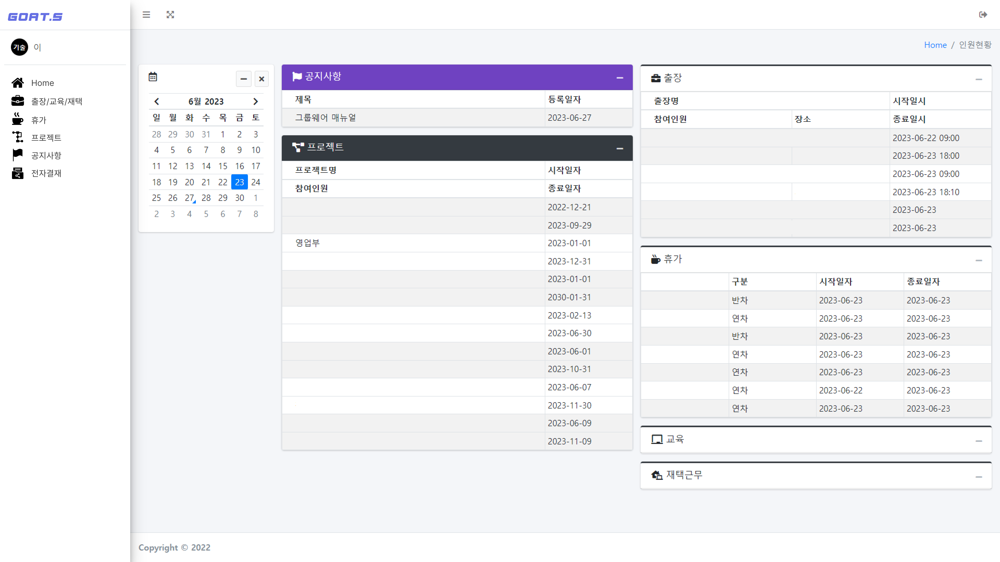 GOAT.S
기술 이
Home
출장/교육/재택
휴가
프로젝트
공지사항
전자결재
Home / 인원현황
6월 2023
일 월 화 수 목 금 토
28 29 30 31 1 2 3
4 5 6 7 8 9 10
11 12 13 14 15 16 17
18 19 20 21 22 23 24
25 26 27 28 29 30 1
2 3 4 5 6 7 8
공지사항
제목 등록일자
그룹웨어 매뉴얼 2023-06-27
프로젝트
프로젝트명 시작일자
참여인원 종료일자
2022-12-21
2023-09-29
영업부 2023-01-01
2023-12-31
2023-01-01
2030-01-31
2023-02-13
2023-06-30
2023-06-01
2023-10-31
2023-06-07
2023-11-30
2023-06-09
2023-11-09
출장
출장명 시작일시
참여인원 장소 종료일시
2023-06-22 09:00
2023-06-23 18:00
2023-06-23 09:00
2023-06-23 18:10
2023-06-23
2023-06-23
휴가
구분 시작일자 종료일자
반차 2023-06-23 2023-06-23
연차 2023-06-23 2023-06-23
반차 2023-06-23 2023-06-23
연차 2023-06-23 2023-06-23
연차 2023-06-23 2023-06-23
연차 2023-06-22 2023-06-23
연차 2023-06-23 2023-06-23
교육
재택근무
Copyright © 2022